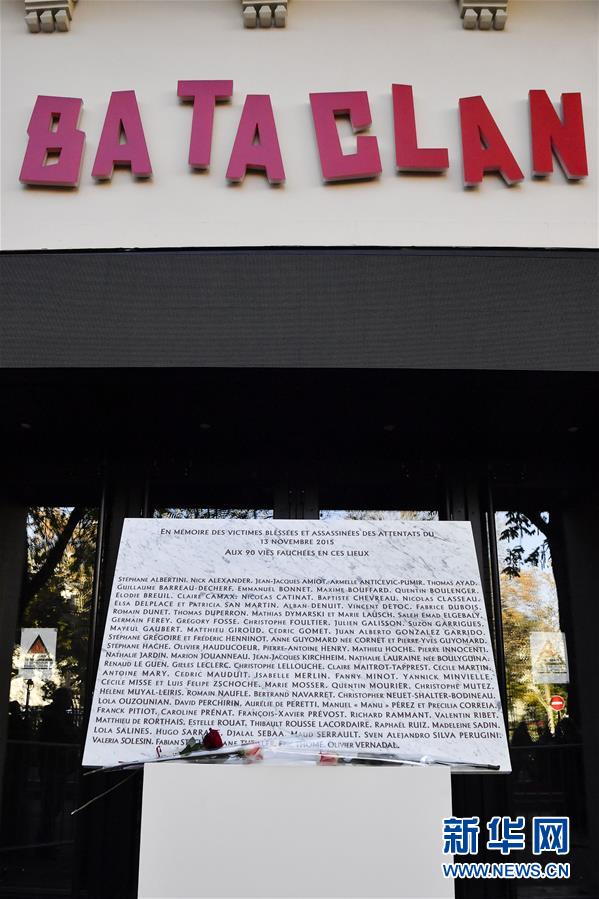 BATACLAN
EN MÉMOIRE DES VICTIMES BLESSÉES ET ASSASSINÉES DES ATTENTATS DU
13 NOVEMBRE 2015
AUX 90 VIES FAUCHÉES EN CES LIEUX
STÉPHANE ALBERTINI, NICK ALEXANDER, JEAN-JACQUES AMIOT, ARMELLE ANTICEVIC-PUMIR, THOMAS AYAD,
GUILLAUME BARREAU-DECHERF, EMMANUEL BONNET, MAXIME BOUFFARD, QUENTIN BOULENGER,
ÉLODIE BREUIL, CLAIRE CAMAX, NICOLAS CATINAT, BAPTISTE CHEVREAU, NICOLAS CLASSEAU,
ELSA DELPLACE ET PATRICIA SAN MARTIN, ALBAN DENUIT, VINCENT DETOC, FABRICE DUBOIS,
ROMAIN DUNET, THOMAS DUPERRON, MATHIAS DYMARSKI ET MARIE LAUSCH, SALEH EMAD ELGEBALY,
GERMAIN FEREY, GRÉGORY FOSSE, CHRISTOPHE FOULTIER, JULIEN GALISSON, SUZON GARRIGUES,
MAYEUL GAUBERT, MATTHIEU GIROUD, CÉDRIC GOMET, JUAN ALBERTO GONZALEZ GARRIDO,
STÉPHANE GRÉGOIRE ET FRÉDÉRIC HENNINOT, ANNE GUYOMARD NÉE CORNET ET PIERRE-YVES GUYOMARD,
STÉPHAN HACHE, OLIVIER HAUDUCOEUR, PIERRE-ANTOINE HENRY, MATHIEU HOCHE, PIERRE INNOCENTI,
NATHALIE JARDIN, MARION JOUANNEAU, JEAN-JACQUES KIRCHHEIM, NATHALIE LAURAINE NÉE BOULYGUINA,
RENAUD LE GUEN, GILLES LECLERC, CHRISTOPHE LELLOUCHE, CLAIRE MAITROT-TAPPREST, CÉCILE MARTIN,
ANTOINE MARY, CÉDRIC MAUDUIT, ISABELLE MERLIN, FANNY MINOT, YANNICK MINVIELLE,
CÉCILE MISSE ET LUIS FELIPE ZSCHOCHE, MARIE MOSSER, QUENTIN MOURIER, CHRISTOPHE MUTEZ,
HÉLÈNE MUYAL-LEIRIS, ROMAIN NAUFLE, BERTRAND NAVARRET, CHRISTOPHER NEUET-SHALTER-BODINEAU,
LOLA OUZOUNIAN, DAVID PERCHIRIN, AURÉLIE DE PERETTI, MANUEL « MANU » PÉREZ ET PRECILIA CORREIA,
FRANCK PITIOT, CAROLINE PRÉNAT, FRANÇOIS-XAVIER PRÉVOST, RICHARD RAMMANT, VALENTIN RIBET,
MATTHIEU DE RORTHAIS, ESTELLE ROUAT, THIBAULT ROUSSE LACORDAIRE, RAPHAËL RUIZ, MADELEINE SADIN,
LOLA SALINES, HUGO SARRA DJALAL SEBAA, MAUD SERRAULT, SVEN ALEJANDRO SILVA PERUGINI,
VALERIA SOLESIN, FABIAN THOMÉ, OLIVIER VERNADAL
新华网
WWW.NEWS.CN